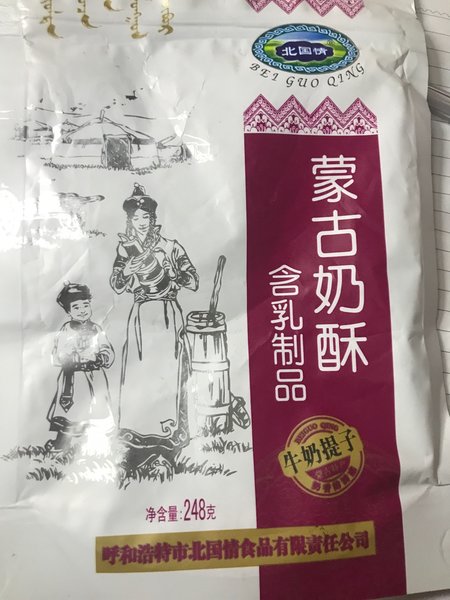 北国情
BEI GUO QING
蒙古奶酥
含乳制品
BEIGUO QING
牛奶提子
净含量:248克
呼和浩特市北国情食品有限责任公司